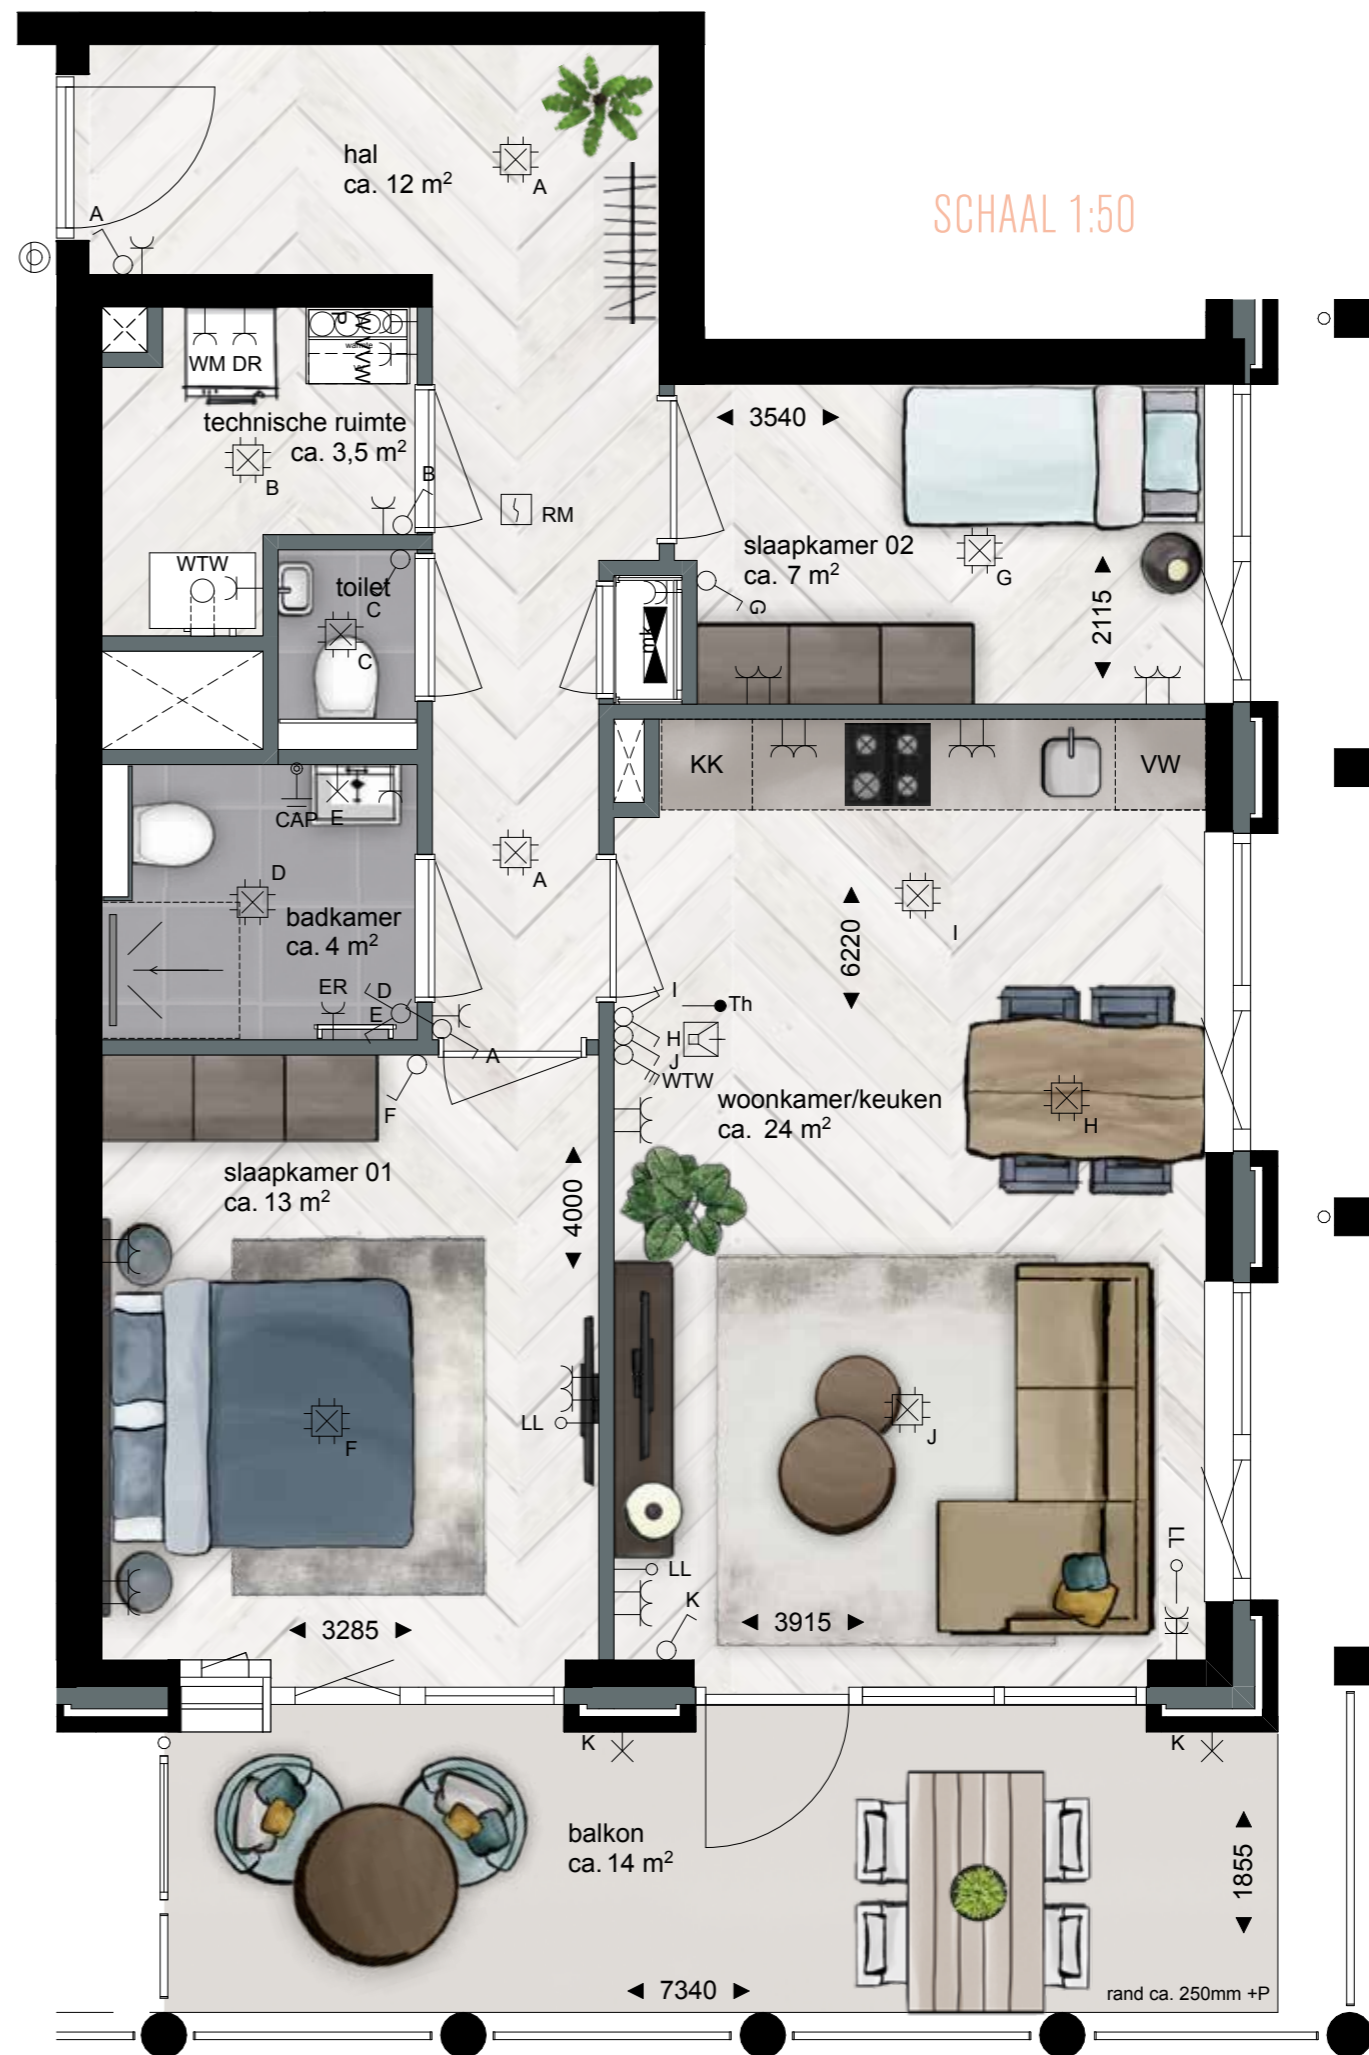 hal
ca. 12 m²
A
A
SCHAAL 1:50
WM DR
technische ruimte
ca. 3,5 m²
B
B
3540
RM
slaapkamer 02
ca. 7 m²
G
G
2115
WTW
toilet
C
C
mk
KK
VW
CAP
E
A
D
badkamer
ca. 4 m²
ER
D
E
A
6220
I
I
Th
H
J
WTW
woonkamer/keuken
ca. 24 m²
H
F
slaapkamer 01
ca. 13 m²
4000
F
LL
J
LL
LL
K
3285
3915
K
K
balkon
ca. 14 m²
1855
7340
rand ca. 250mm +P